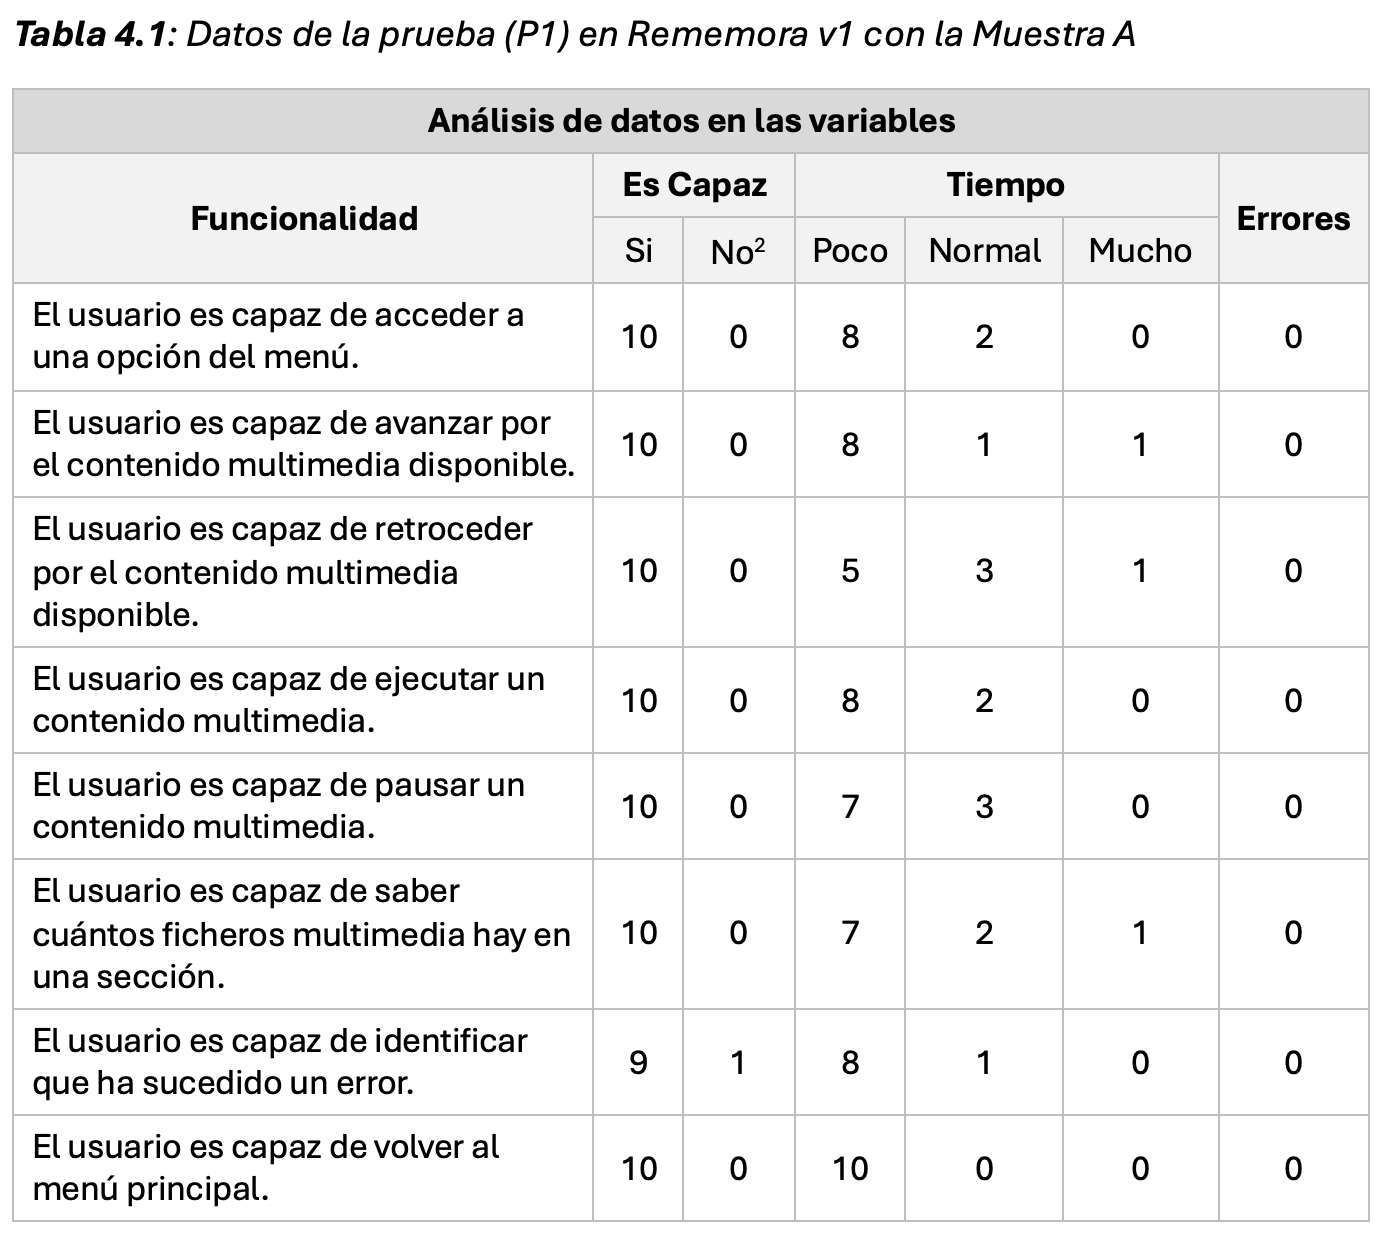 Tabla 4.1: Datos de la prueba (P1) en Rememora v1 con la Muestra A
Análisis de datos en las variables
Funcionalidad Es Capaz Tiempo Errores
Si No² Poco Normal Mucho
El usuario es capaz de acceder a
una opción del menú.
10 0 8 2 0 0
El usuario es capaz de avanzar por
el contenido multimedia disponible.
10 0 8 1 1 0
El usuario es capaz de retroceder
por el contenido multimedia
disponible.
10 0 5 3 1 0
El usuario es capaz de ejecutar un
contenido multimedia.
10 0 8 2 0 0
El usuario es capaz de pausar un
contenido multimedia.
10 0 7 3 0 0
El usuario es capaz de saber
cuántos ficheros multimedia hay en
una sección.
10 0 7 2 1 0
El usuario es capaz de identificar
que ha sucedido un error.
9 1 8 1 0 0
El usuario es capaz de volver al
menú principal.
10 0 10 0 0 0